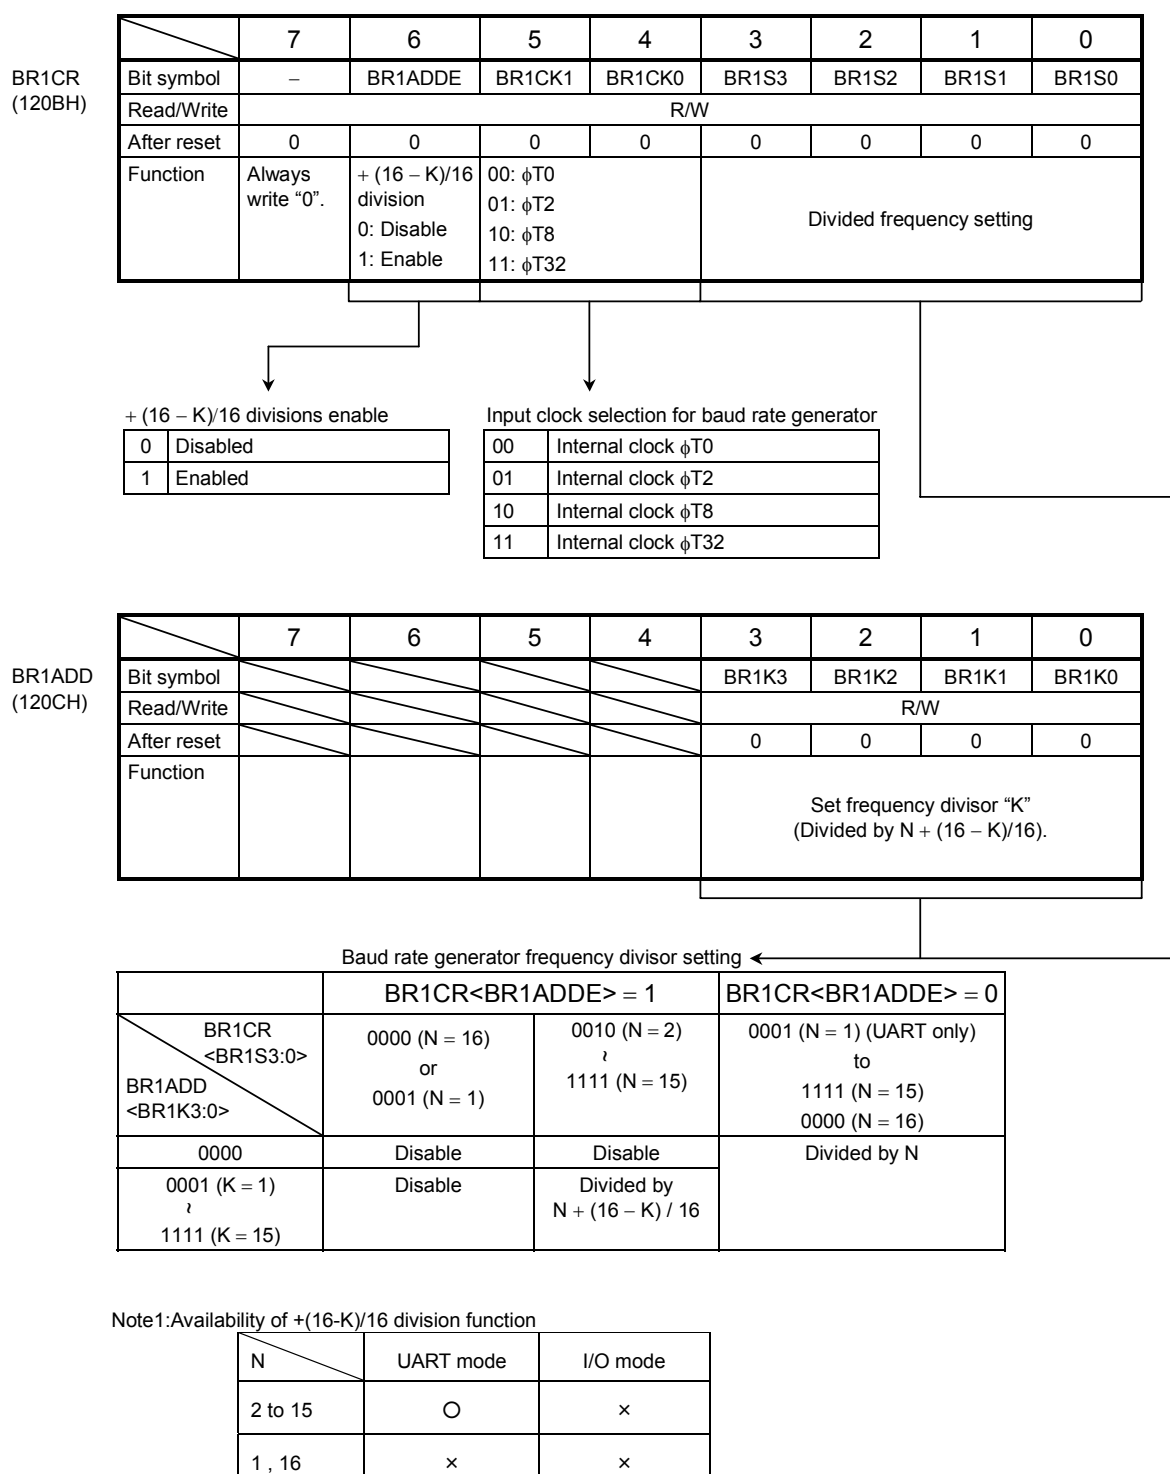 7 6 5 4 3 2 1 0
BR1CR
(120BH)
Bit symbol – BR1ADDE BR1CK1 BR1CK0 BR1S3 BR1S2 BR1S1 BR1S0
Read/Write R/W
After reset 0 0 0 0 0 0 0 0
Function
Always
write “0”.
+ (16 – K)/16
division
0: Disable
1: Enable
00: ϕT0
01: ϕT2
10: ϕT8
11: ϕT32
Divided frequency setting
+ (16 – K)/16 divisions enable
0 Disabled
1 Enabled
Input clock selection for baud rate generator
00 Internal clock ϕT0
01 Internal clock ϕT2
10 Internal clock ϕT8
11 Internal clock ϕT32
7 6 5 4 3 2 1 0
BR1ADD
(120CH)
Bit symbol BR1K3 BR1K2 BR1K1 BR1K0
Read/Write R/W
After reset 0 0 0 0
Function
Set frequency divisor “K”
(Divided by N + (16 – K)/16).
Baud rate generator frequency divisor setting
BR1CR<BR1ADDE> = 1 BR1CR<BR1ADDE> = 0
BR1CR
<BR1S3:0>
BR1ADD
<BR1K3:0>
0000 (N = 16)
or
0001 (N = 1)
0010 (N = 2)
~
1111 (N = 15)
0001 (N = 1) (UART only)
to
1111 (N = 15)
0000 (N = 16)
0000 Disable Disable Divided by N
0001 (K = 1)
~
1111 (K = 15)
Disable
Divided by
N + (16 – K) / 16
Note1:Availability of +(16-K)/16 division function
N UART mode I/O mode
2 to 15 ○ ×
1 , 16 × ×